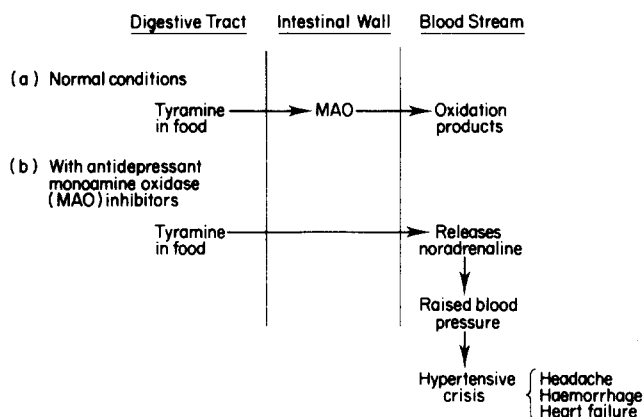 Digestive Tract Intestinal Wall Blood Stream
(a) Normal conditions
Tyramine MAO Oxidation
in food products
(b) With antidepressant
monoamine oxidase
(MAO) inhibitors
Tyramine Releases
in food noradrenaline
Raised blood
pressure
Hypertensive
crisis
Headache
Haemorrhage
Heart failure